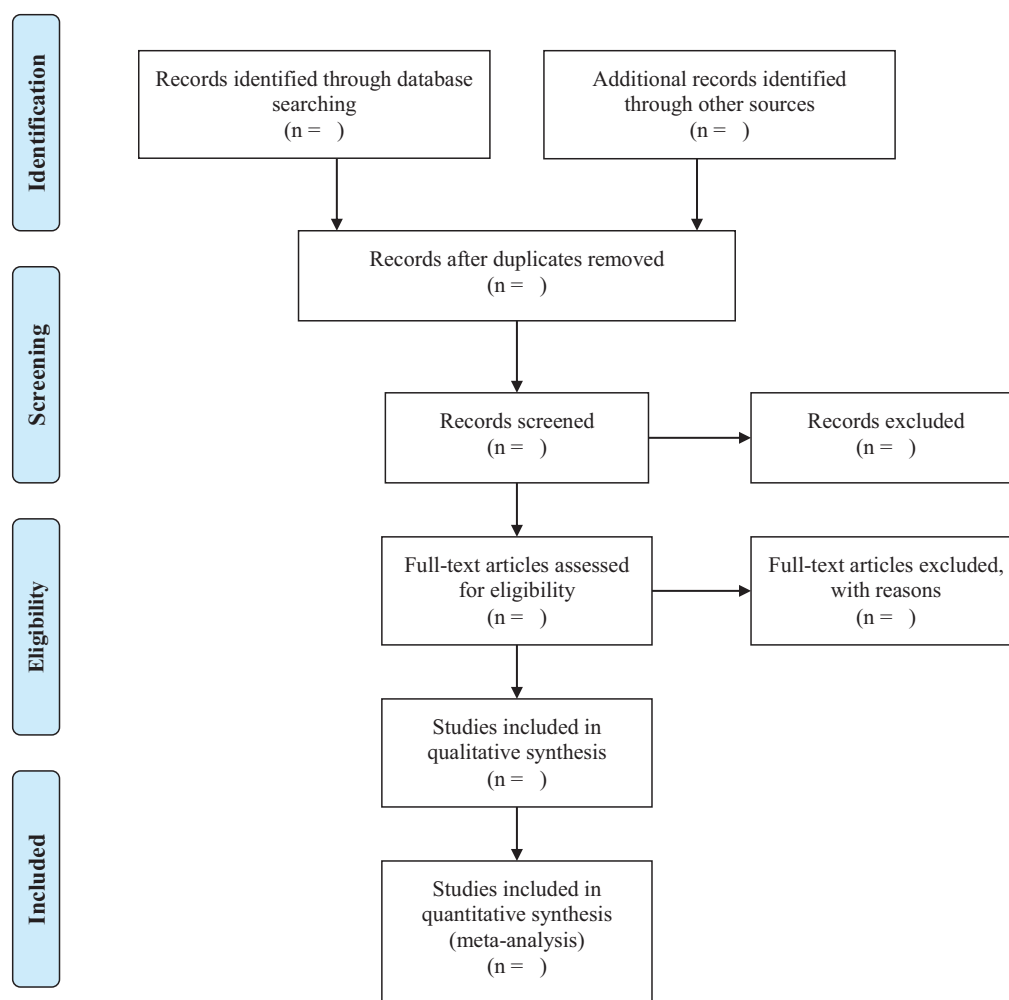 Identification
Records identified through database
searching
(n =   )
Additional records identified
through other sources
(n =   )
Records after duplicates removed
(n =   )
Screening
Records screened
(n =   )
Records excluded
(n =   )
Eligibility
Full-text articles assessed
for eligibility
(n =   )
Full-text articles excluded,
with reasons
(n =   )
Studies included in
qualitative synthesis
(n =   )
Included
Studies included in
quantitative synthesis
(meta-analysis)
(n =   )